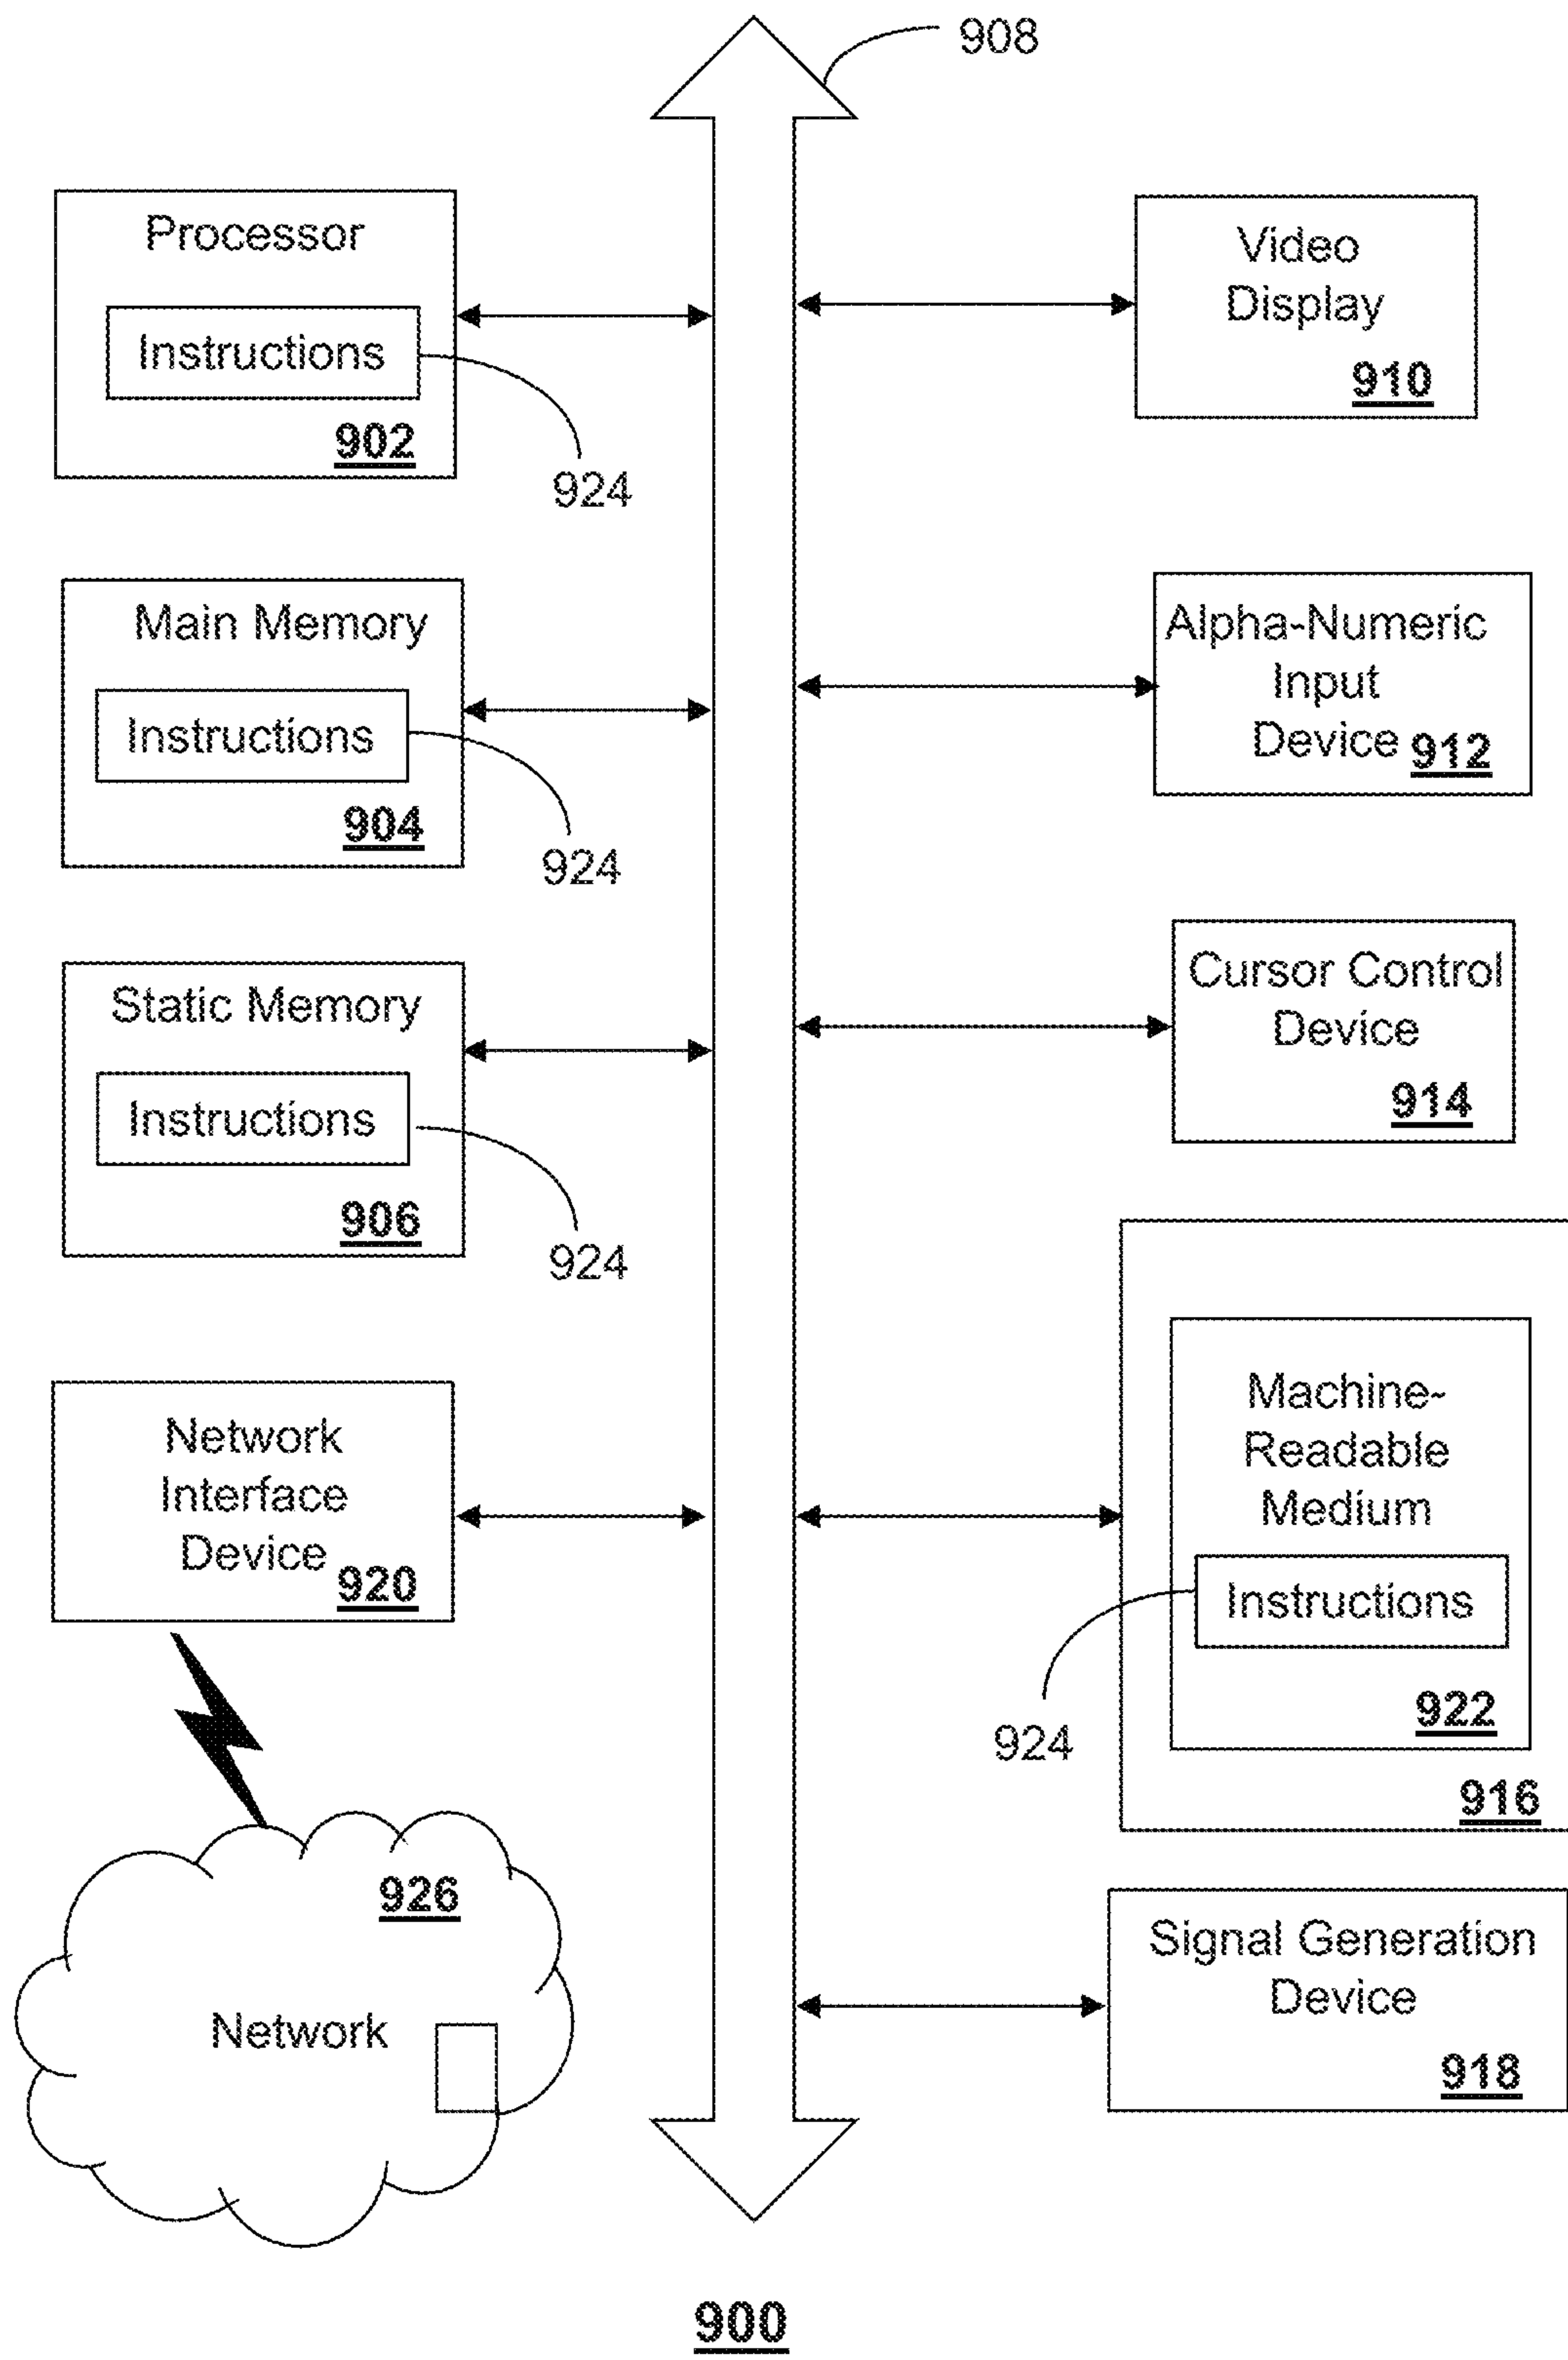 908
Processor
Instructions
902
924
Main Memory
Instructions
904
924
Static Memory
Instructions
906
924
Network
Interface
Device
920
926
Network
Video
Display
910
Alpha-Numeric
Input
Device
912
Cursor Control
Device
914
Machine-
Readable
Medium
Instructions
924
922
916
Signal Generation
Device
918
900